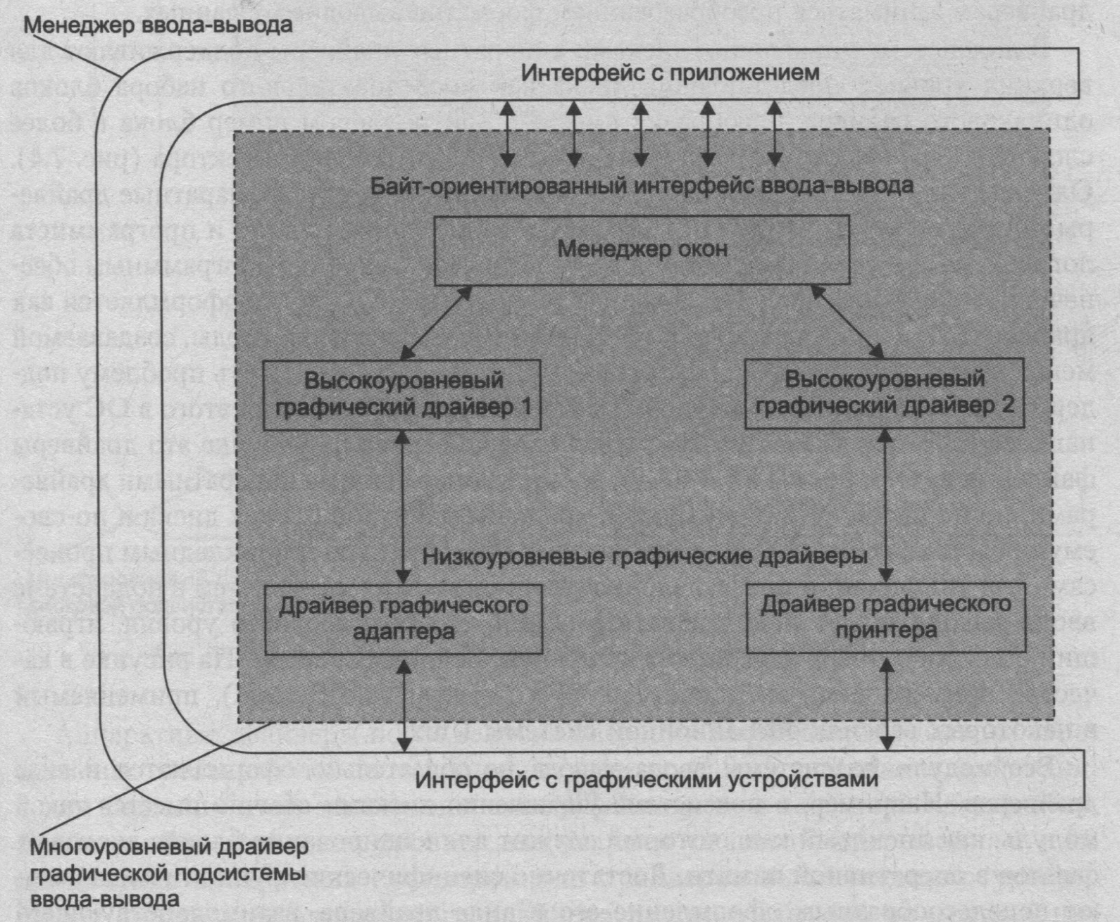 Менеджер ввода-вывода
Интерфейс с приложением
Байт-ориентированный интерфейс ввода-вывода
Менеджер окон
Высокоуровневый
графический драйвер 1
Высокоуровневый
графический драйвер 2
Низкоуровневые графические драйверы
Драйвер графического
адаптера
Драйвер графического
принтера
Интерфейс с графическими устройствами
Многоуровневый драйвер
графической подсистемы
ввода-вывода